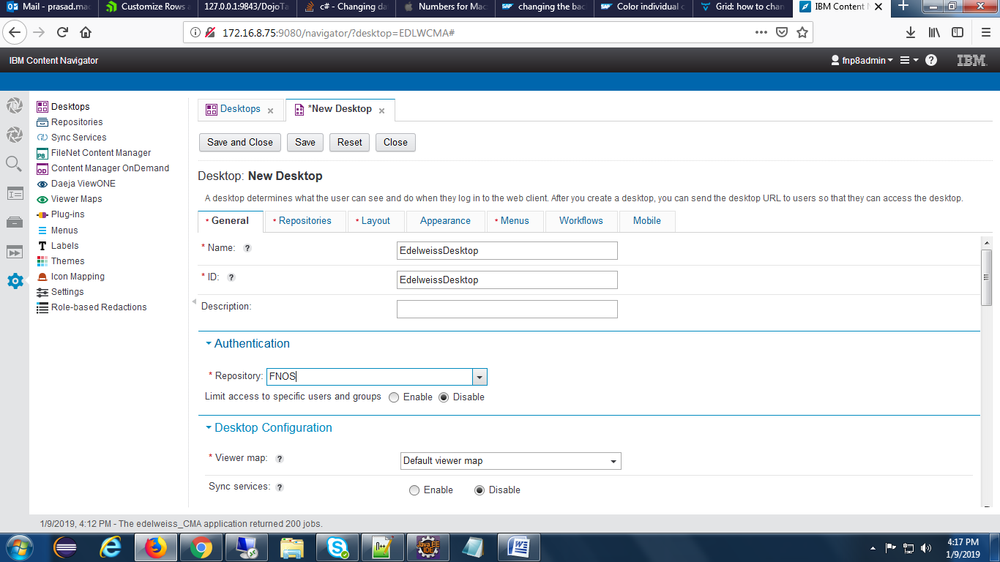 Mail - prasad.mac
Customize Rows a
127.0.0.1:9843/DojoTa
c# - Changing da
Numbers for Mac
changing the bac
Color individual c
Grid: how to chan
IBM Content N
172.16.8.75:9080/navigator/?desktop=EDLWCMA#
IBM Content Navigator
fnp8admin
IBM
Desktops
Repositories
Sync Services
FileNet Content Manager
Content Manager OnDemand
Daeja ViewONE
Viewer Maps
Plug-ins
Menus
Labels
Themes
Icon Mapping
Settings
Role-based Redactions
Desktops x
*New Desktop x
Save and Close Save Reset Close
Desktop: New Desktop
A desktop determines what the user can see and do when they log in to the web client. After you create a desktop, you can send the desktop URL to users so that they can access the desktop.
* General * Repositories * Layout Appearance * Menus Workflows Mobile
* Name: ? EdelweissDesktop
* ID: ? EdelweissDesktop
Description:
Authentication
* Repository: FNOS
Limit access to specific users and groups Enable Disable
Desktop Configuration
* Viewer map: ? Default viewer map
Sync services: ? Enable Disable
1/9/2019, 4:12 PM - The edelweiss_CMA application returned 200 jobs.
4:17 PM
1/9/2019